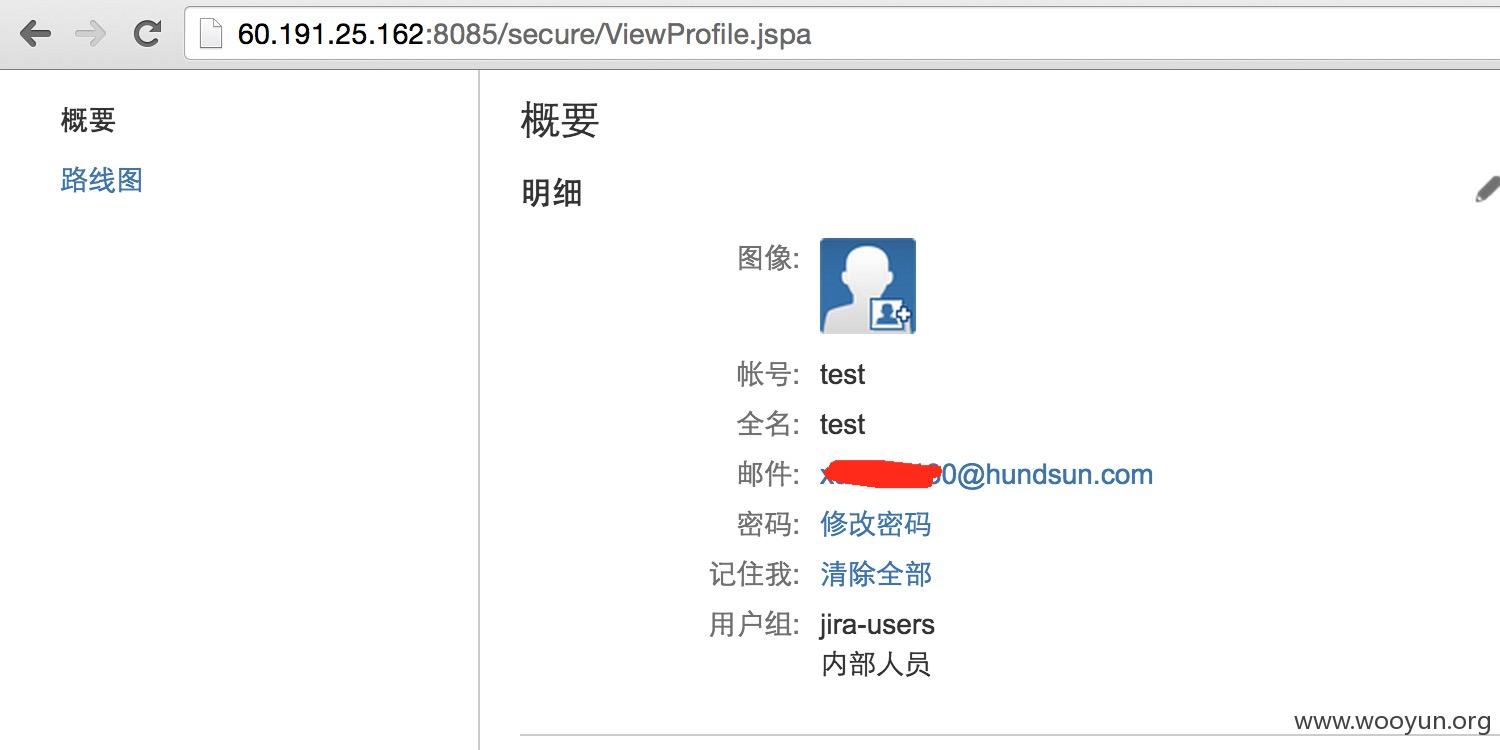 60.191.25.162:8085/secure/ViewProfile.jspa
概要
路线图
概要
明细
图像:
帐号: test
全名: test
邮件: 0@hundsun.com
密码: 修改密码
记住我: 清除全部
用户组: jira-users
内部人员
www.wooyun.org